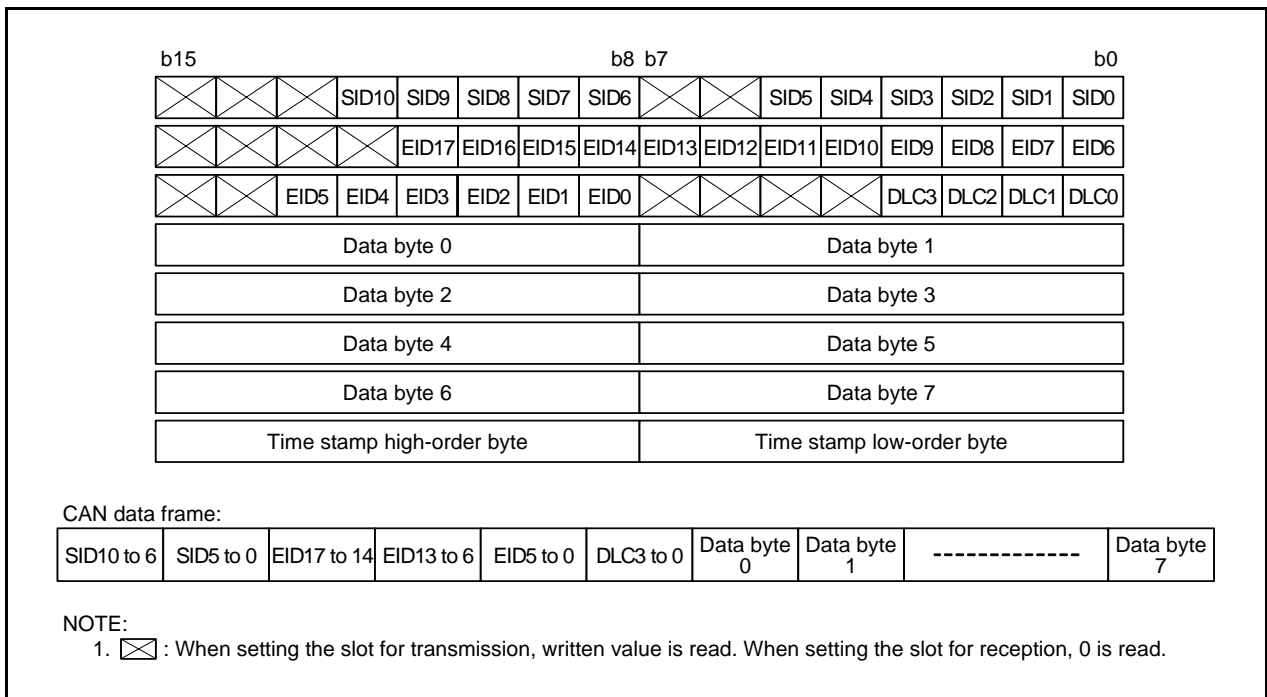 b15 b8 b7 b0
SID10 SID9 SID8 SID7 SID6 SID5 SID4 SID3 SID2 SID1 SID0
EID17 EID16 EID15 EID14 EID13 EID12 EID11 EID10 EID9 EID8 EID7 EID6
EID5 EID4 EID3 EID2 EID1 EID0 DLC3 DLC2 DLC1 DLC0
Data byte 0 Data byte 1
Data byte 2 Data byte 3
Data byte 4 Data byte 5
Data byte 6 Data byte 7
Time stamp high-order byte Time stamp low-order byte
CAN data frame:
SID10 to 6 SID5 to 0 EID17 to 14 EID13 to 6 EID5 to 0 DLC3 to 0 Data byte 0 Data byte 1 ------------- Data byte 7
NOTE:
1. : When setting the slot for transmission, written value is read. When setting the slot for reception, 0 is read.